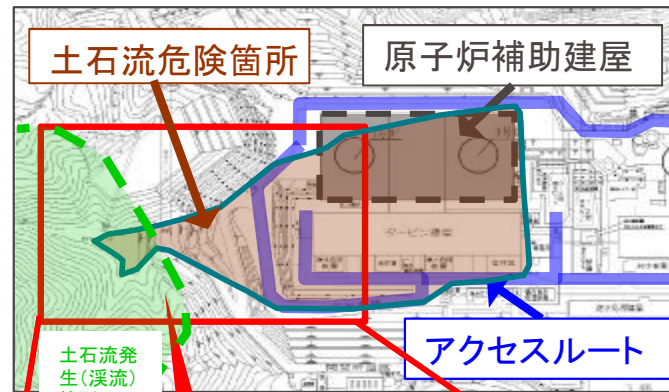 土石流危険箇所
原子炉補助建屋
タービン建屋
アクセスルート
土石流発
生(渓流)